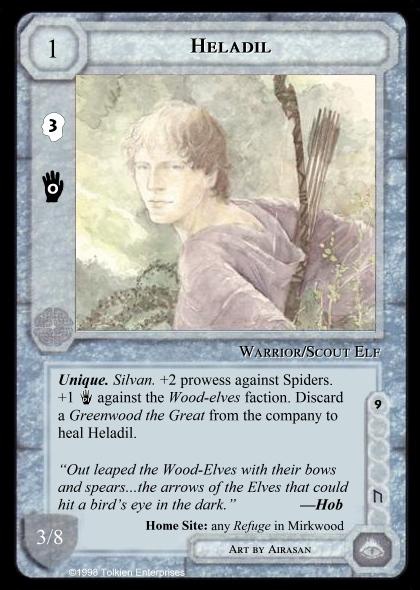 1
HELADIL
3
WARRIOR/SCOUT ELF
Unique. Silvan. +2 prowess against Spiders.
+1 against the Wood-elves faction. Discard
a Greenwood the Great from the company to
heal Heladil.
“Out leaped the Wood-Elves with their bows
and spears...the arrows of the Elves that could
hit a bird’s eye in the dark.” —Hob
9
Home Site: any Refuge in Mirkwood
3/8
ART BY AIRASAN
©1998 Tolkien Enterprises